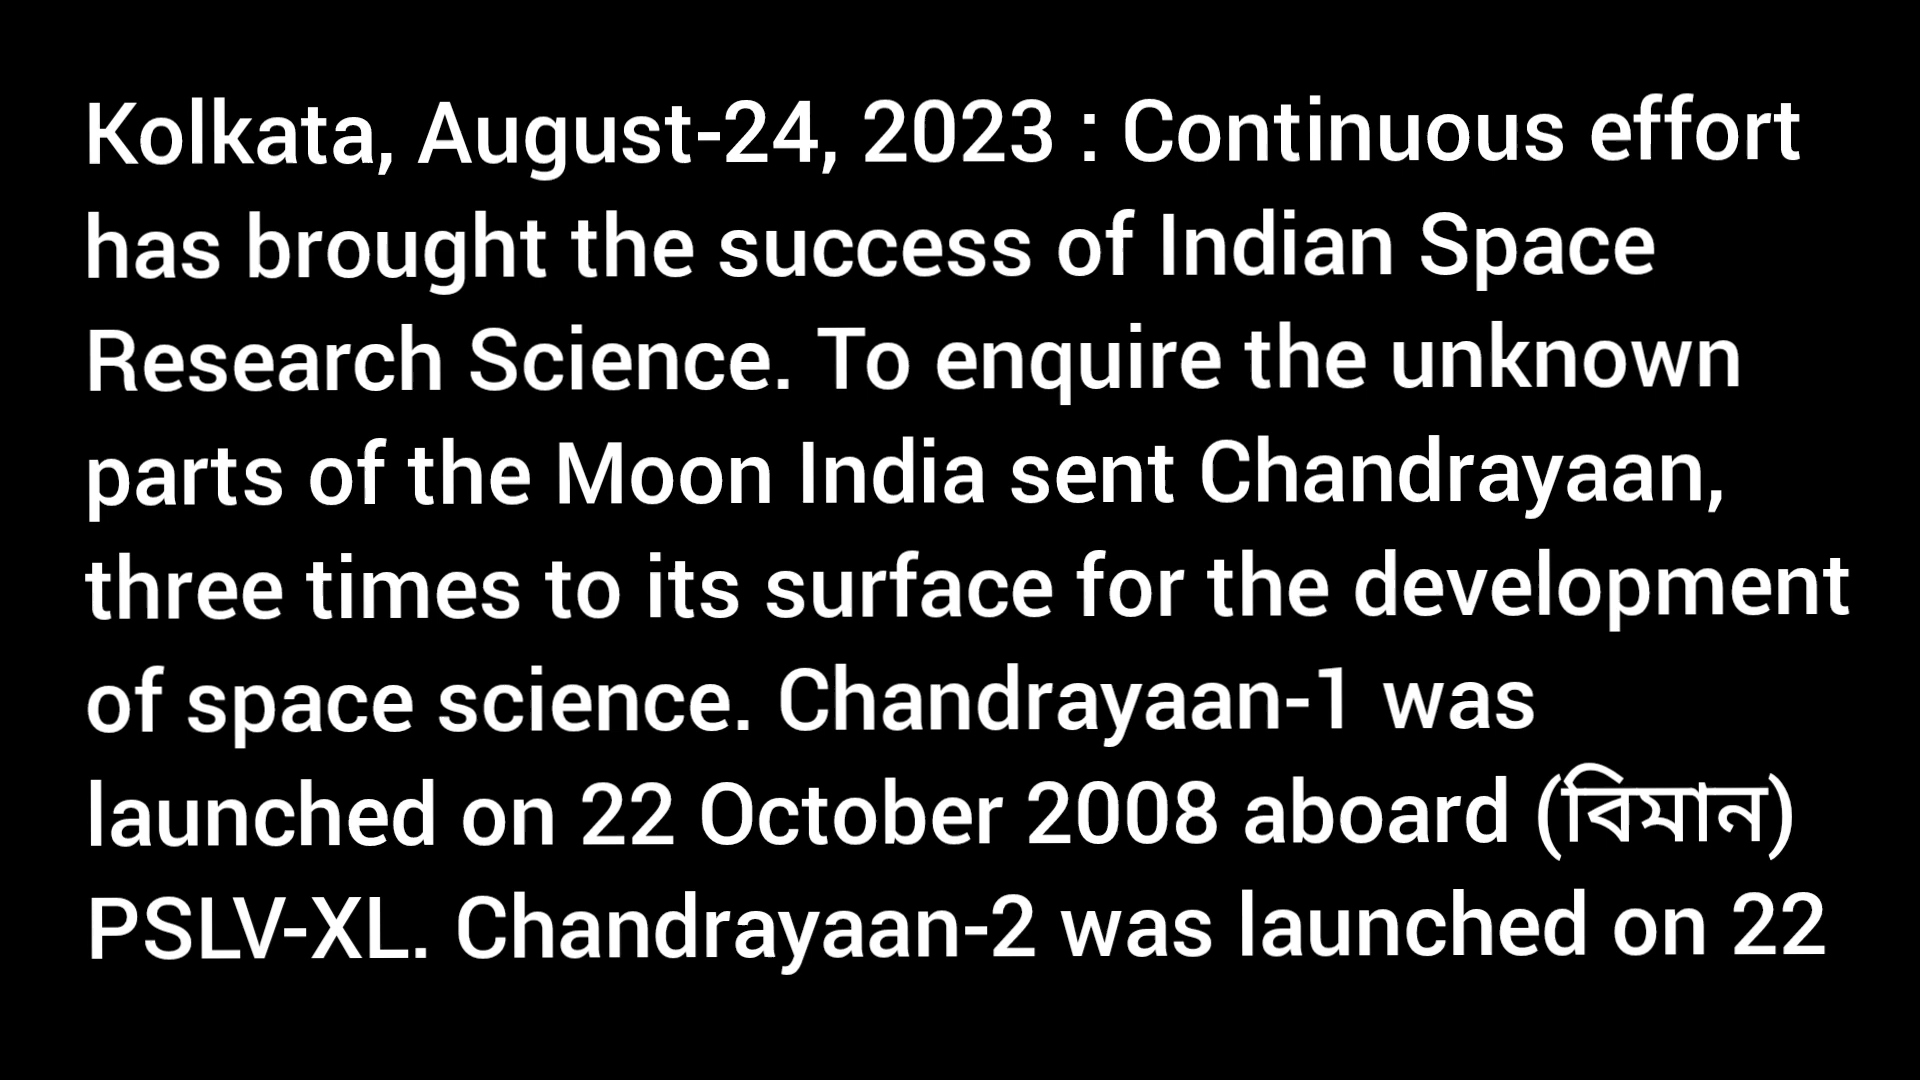 Kolkata, August-24, 2023 : Continuous effort
has brought the success of Indian Space
Research Science. To enquire the unknown
parts of the Moon India sent Chandrayaan,
three times to its surface for the development
of space science. Chandrayaan-1 was
launched on 22 October 2008 aboard (বিমান)
PSLV-XL. Chandrayaan-2 was launched on 22